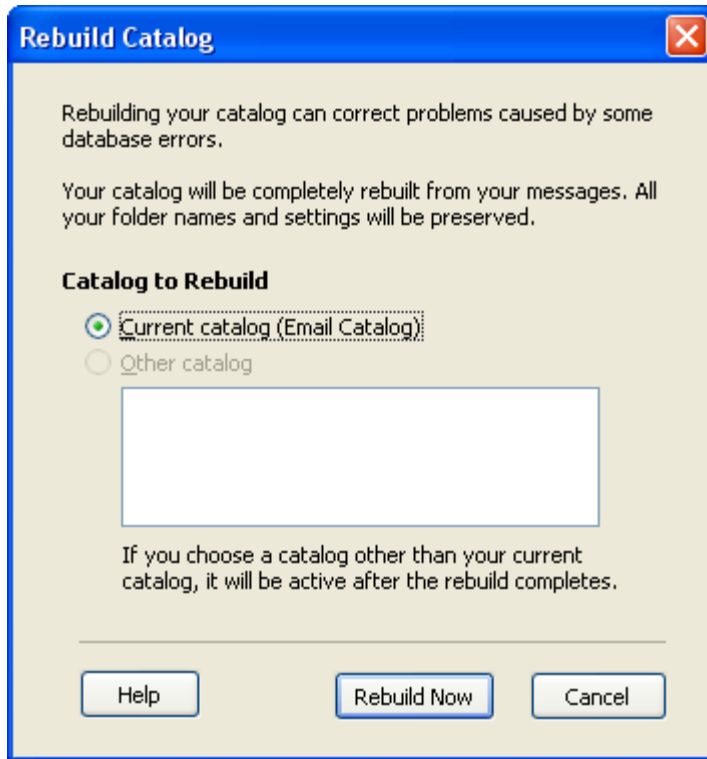 Rebuild Catalog
Rebuilding your catalog can correct problems caused by some
database errors.
Your catalog will be completely rebuilt from your messages. All
your folder names and settings will be preserved.
Catalog to Rebuild
Current catalog (Email Catalog)
Other catalog
If you choose a catalog other than your current
catalog, it will be active after the rebuild completes.
Help
Rebuild Now
Cancel